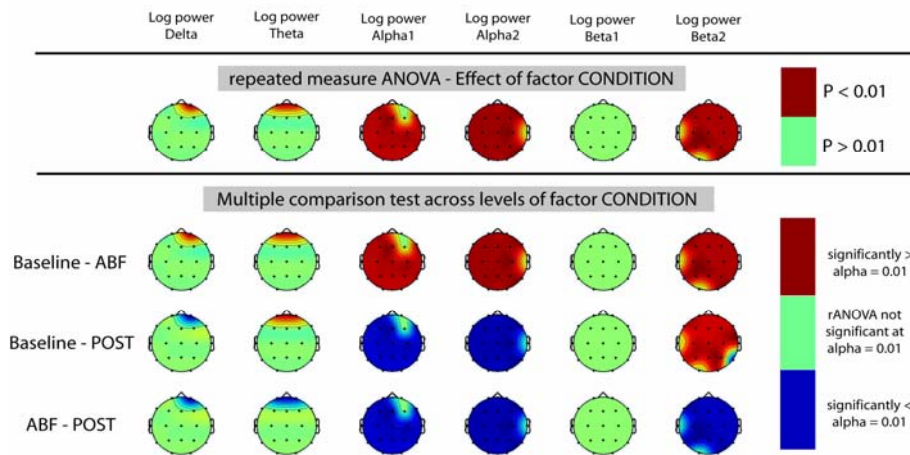 Log power Delta
Log power Theta
Log power Alpha1
Log power Alpha2
Log power Beta1
Log power Beta2
repeated measure ANOVA - Effect of factor CONDITION
P < 0.01
P > 0.01
Multiple comparison test across levels of factor CONDITION
Baseline - ABF
Baseline - POST
ABF - POST
significantly >
alpha = 0.01
rANOVA not
significant at
alpha = 0.01
significantly <
alpha = 0.01